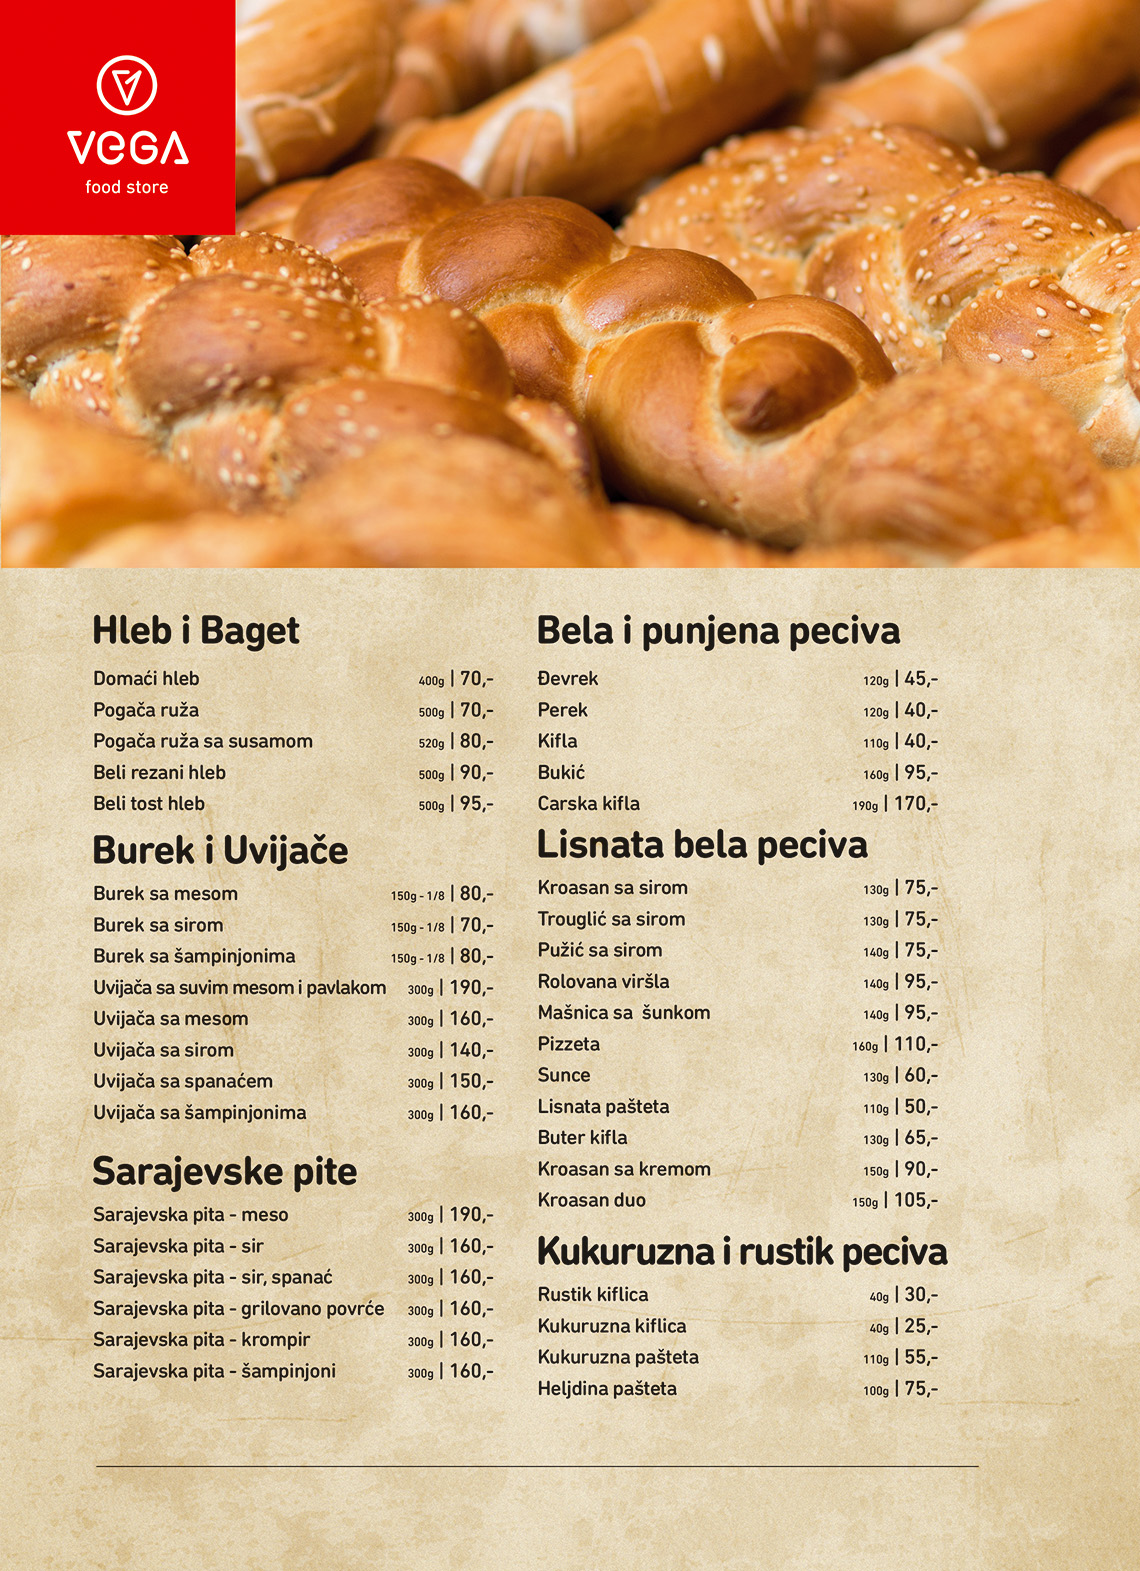 VEGA
food store
Hleb i Baget
Domaći hleb 400g | 70,-
Pogača ruža 500g | 70,-
Pogača ruža sa susamom 520g | 80,-
Beli rezani hleb 500g | 90,-
Beli tost hleb 500g | 95,-
Burek i Uvijače
Burek sa mesom 150g - 1/8 | 80,-
Burek sa sirom 150g - 1/8 | 70,-
Burek sa šampinjonima 150g - 1/8 | 80,-
Uvijača sa suvim mesom i pavlakom 300g | 190,-
Uvijača sa mesom 300g | 160,-
Uvijača sa sirom 300g | 140,-
Uvijača sa spanaćem 300g | 150,-
Uvijača sa šampinjonima 300g | 160,-
Sarajevske pite
Sarajevska pita - meso 300g | 190,-
Sarajevska pita - sir 300g | 160,-
Sarajevska pita - sir, spanać 300g | 160,-
Sarajevska pita - grilovano povrće 300g | 160,-
Sarajevska pita - krompir 300g | 160,-
Sarajevska pita - šampinjoni 300g | 160,-
Bela i punjena peciva
Đevrek 120g | 45,-
Perek 120g | 40,-
Kifla 110g | 40,-
Bukić 160g | 95,-
Carska kifla 190g | 170,-
Lisnata bela peciva
Kroasan sa sirom 130g | 75,-
Trouglić sa sirom 130g | 75,-
Pužić sa sirom 140g | 75,-
Rolovana viršla 140g | 95,-
Mašnica sa šunkom 140g | 95,-
Pizzeta 160g | 110,-
Sunce 130g | 60,-
Lisnata pašteta 110g | 50,-
Buter kifla 130g | 65,-
Kroasan sa kremom 150g | 90,-
Kroasan duo 150g | 105,-
Kukuruzna i rustik peciva
Rustik kiflica 40g | 30,-
Kukuruzna kiflica 40g | 25,-
Kukuruzna pašteta 110g | 55,-
Heljdina pašteta 100g | 75,-